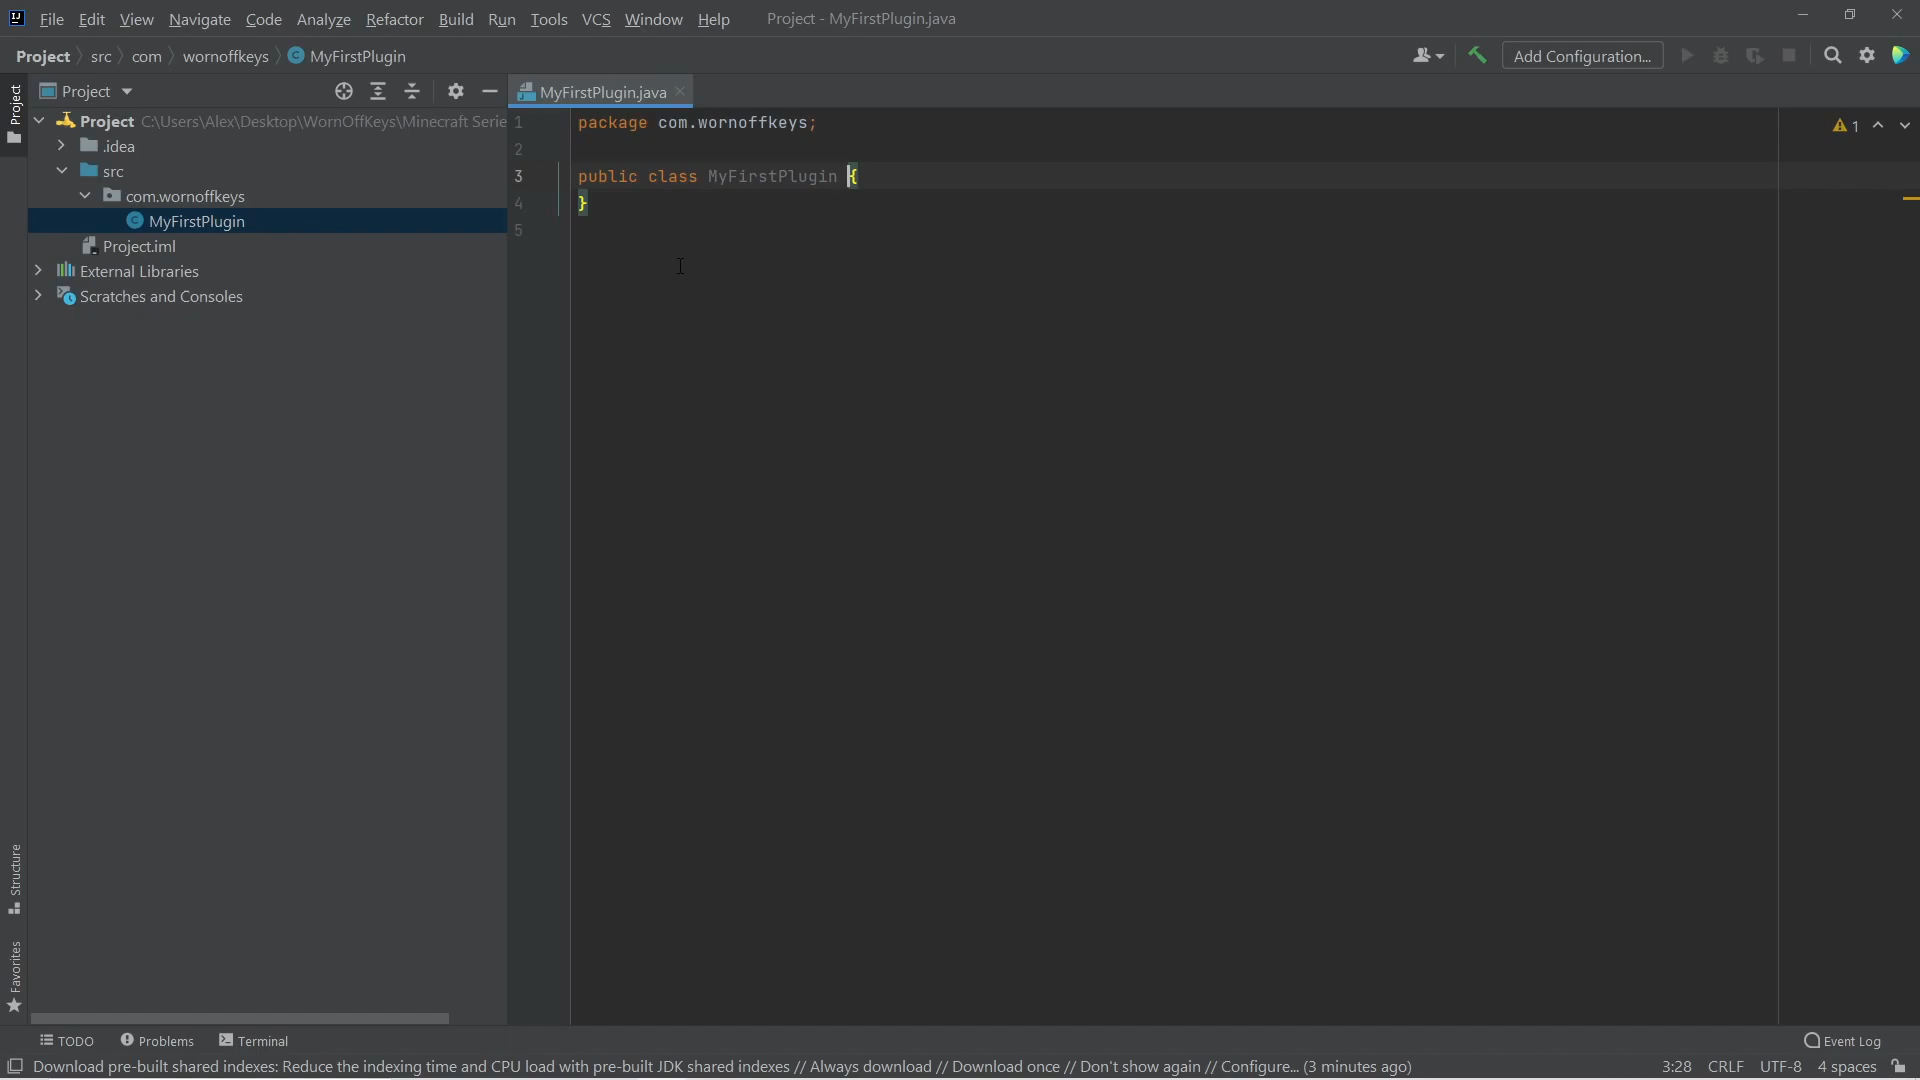 File Edit View Navigate Code Analyze Refactor Build Run Tools VCS Window Help Project - MyFirstPlugin.java
Project src com wornoffkeys MyFirstPlugin Add Configuration...
Project
Project
MyFirstPlugin.java
Project C:\Users\Alex\Desktop\WornOffKeys\Minecraft Serie
.idea
src
com.wornoffkeys
MyFirstPlugin
Project.iml
External Libraries
Scratches and Consoles
1 package com.wornoffkeys;
2
3 public class MyFirstPlugin {
4 }
5
1
Structure
Favorites
TODO Problems Terminal Event Log
Download pre-built shared indexes: Reduce the indexing time and CPU load with pre-built JDK shared indexes // Always download // Download once // Don't show again // Configure... (3 minutes ago) 3:28 CRLF UTF-8 4 spaces